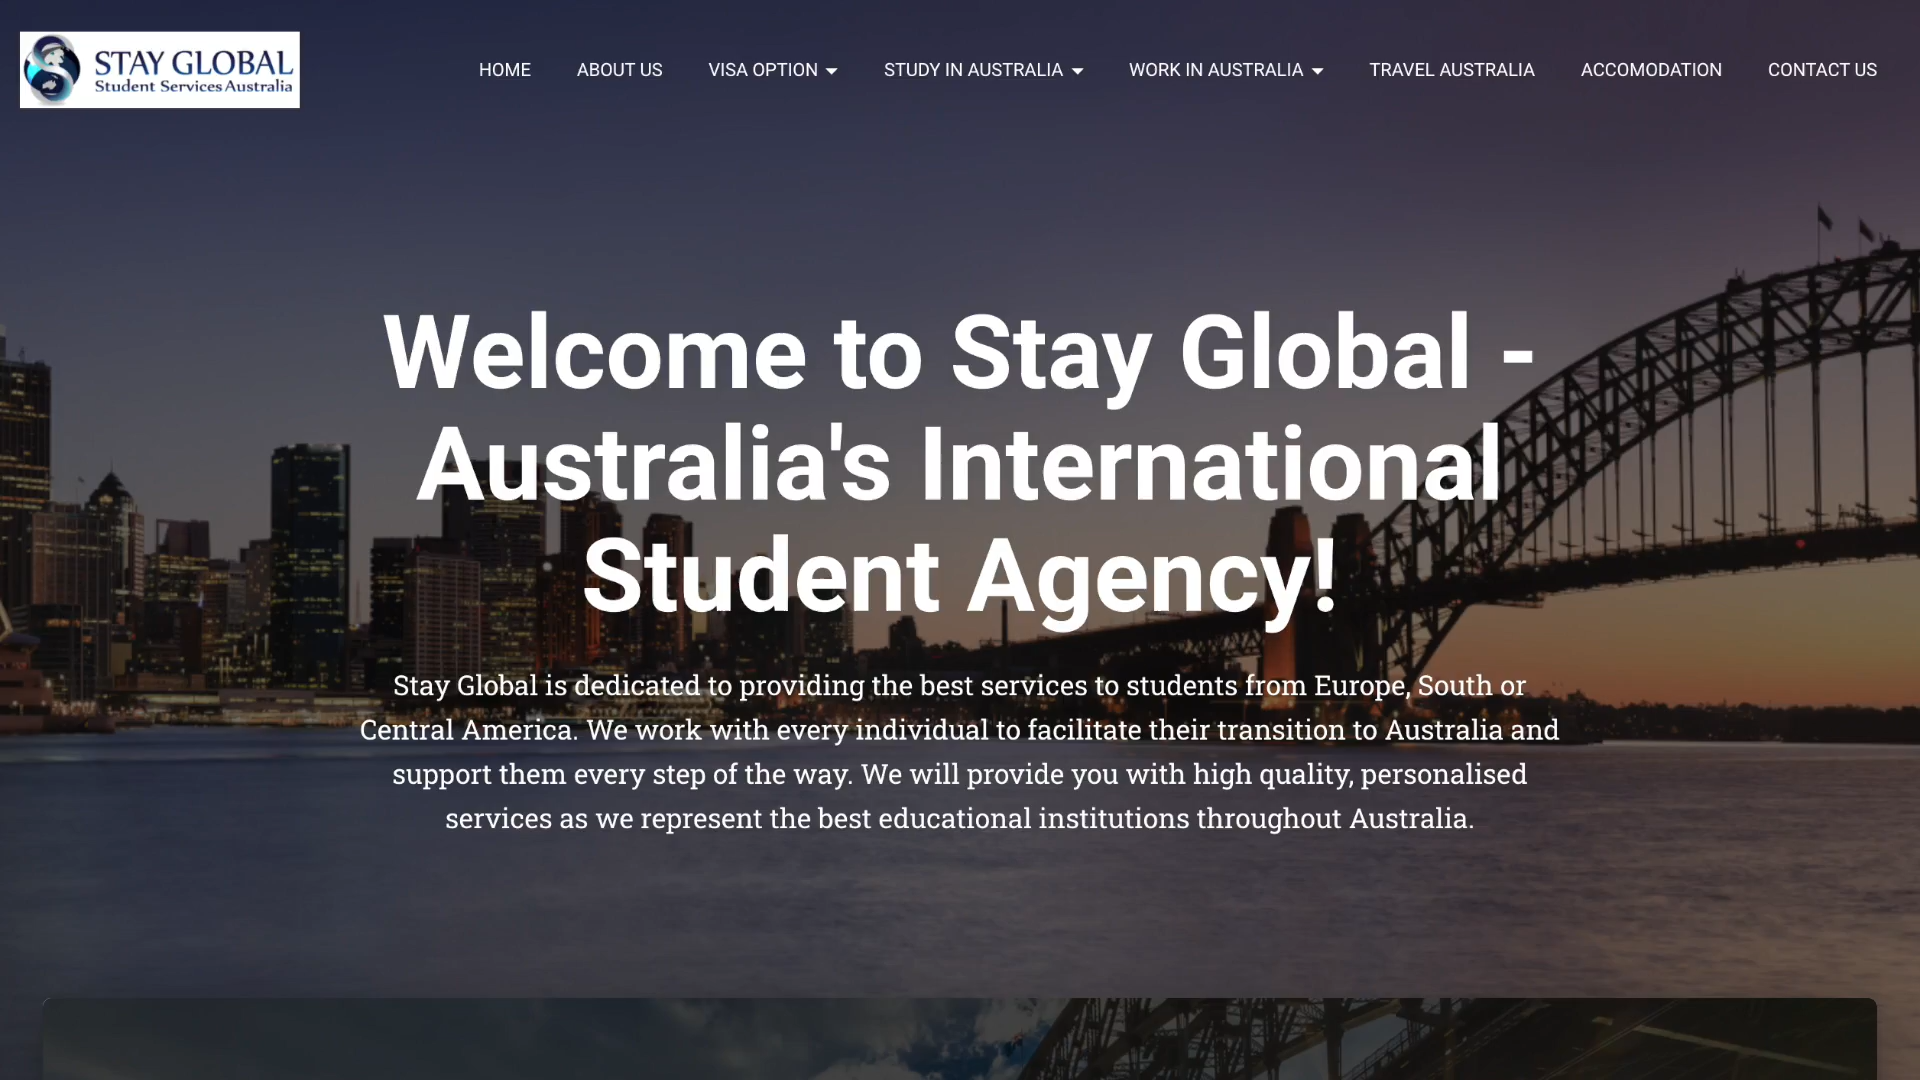 STAY GLOBAL
Student Services Australia
HOME
ABOUT US
VISA OPTION
STUDY IN AUSTRALIA
WORK IN AUSTRALIA
TRAVEL AUSTRALIA
ACCOMODATION
CONTACT US
Welcome to Stay Global -
Australia's International
Student Agency!
Stay Global is dedicated to providing the best services to students from Europe, South or
Central America. We work with every individual to facilitate their transition to Australia and
support them every step of the way. We will provide you with high quality, personalised
services as we represent the best educational institutions throughout Australia.